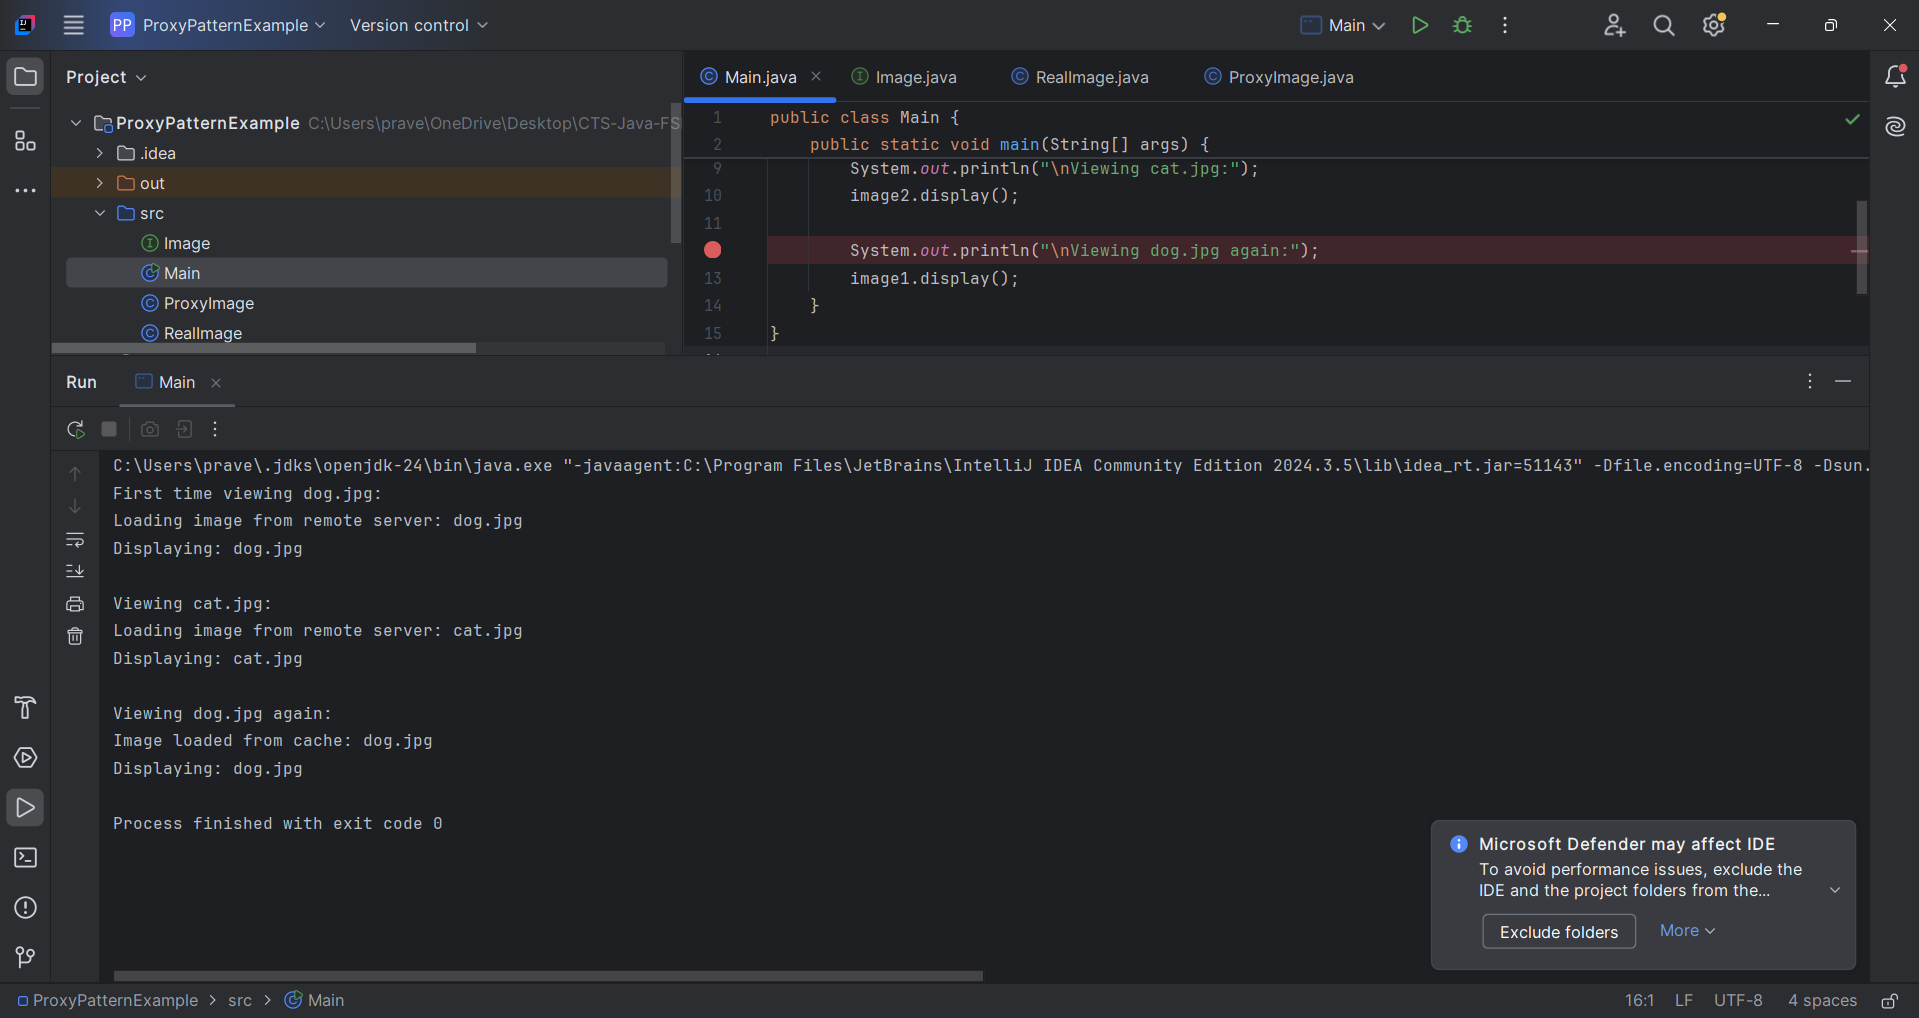 PP ProxyPatternExample Version control Main
Project
ProxyPatternExample C:\Users\prave\OneDrive\Desktop\CTS-Java-FS
.idea
out
src
Image
Main
ProxyImage
RealImage
Main.java Image.java RealImage.java ProxyImage.java
1 public class Main {
2 public static void main(String[] args) {
9 System.out.println("\nViewing cat.jpg:");
10 image2.display();
11
System.out.println("\nViewing dog.jpg again:");
13 image1.display();
14 }
15 }
Run Main
C:\Users\prave\.jdks\openjdk-24\bin\java.exe "-javaagent:C:\Program Files\JetBrains\IntelliJ IDEA Community Edition 2024.3.5\lib\idea_rt.jar=51143" -Dfile.encoding=UTF-8 -Dsun.
First time viewing dog.jpg:
Loading image from remote server: dog.jpg
Displaying: dog.jpg
Viewing cat.jpg:
Loading image from remote server: cat.jpg
Displaying: cat.jpg
Viewing dog.jpg again:
Image loaded from cache: dog.jpg
Displaying: dog.jpg
Process finished with exit code 0
Microsoft Defender may affect IDE
To avoid performance issues, exclude the
IDE and the project folders from the...
Exclude folders More
ProxyPatternExample > src > Main 16:1 LF UTF-8 4 spaces